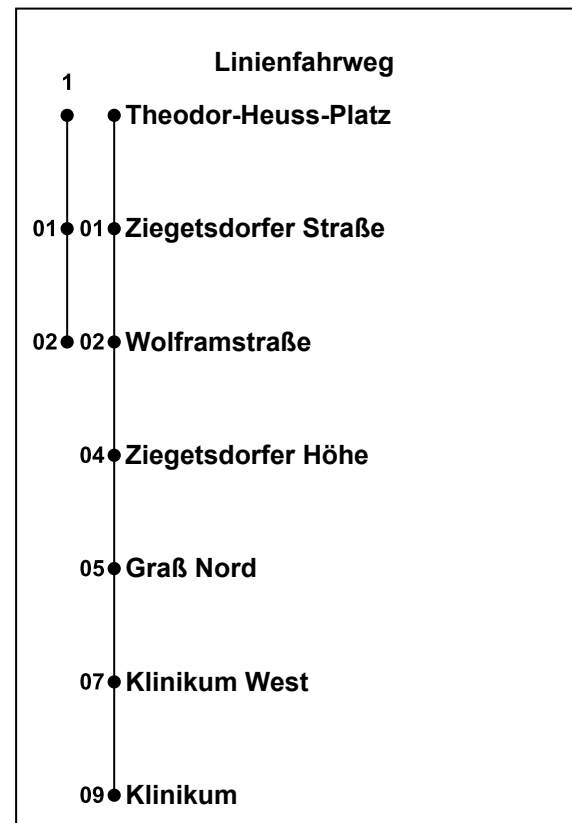 Linienfahrweg
1
Theodor-Heuss-Platz
01 01 Ziegetsdorfer Straße
02 02 Wolframstraße
04 Ziegetsdorfer Höhe
05 Graß Nord
07 Klinikum West
09 Klinikum